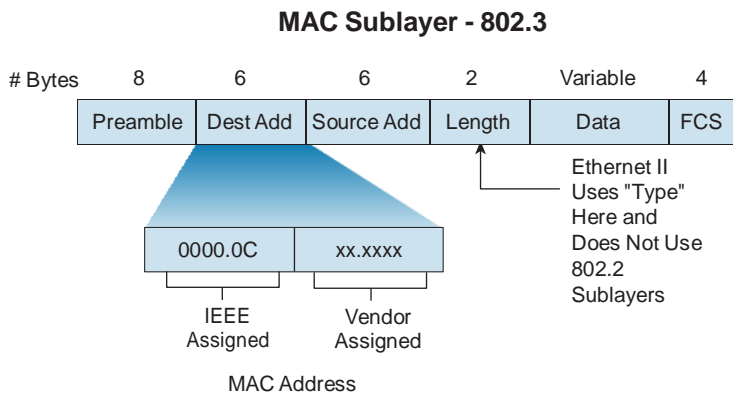 MAC Sublayer - 802.3
# Bytes 8 6 6 2 Variable 4
Preamble Dest Add Source Add Length Data FCS
Ethernet II
Uses "Type"
Here and
Does Not Use
802.2
Sublayers
0000.0C xx.xxxx
IEEE
Assigned
Vendor
Assigned
MAC Address